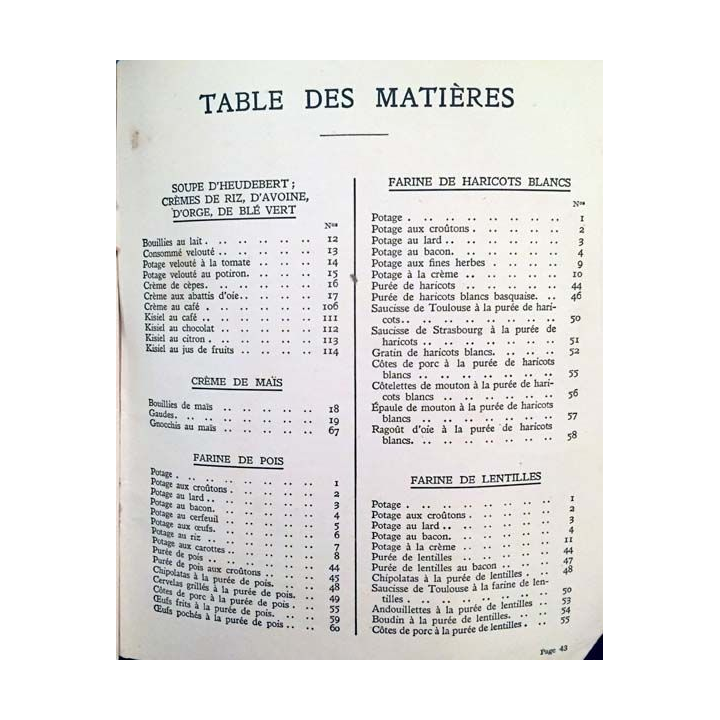 TABLE DES MATIÈRES
SOUPE D'HEUDEBERT ;
CRÈMES DE RIZ, D'AVOINE,
D'ORGE, DE BLÉ VERT
Nos
Bouillies au lait . .. .. .. .. .. 12
Consommé velouté .. .. .. .. .. 13
Potage velouté à la tomate .. .. .. 14
Potage velouté au potiron. .. .. .. 15
Crème de cèpes. .. .. .. .. .. 16
Crème aux abattis d'oie.. .. .. .. 17
Crème au café . .. .. .. .. .. 106
Kisiel au café .. .. .. .. .. .. 111
Kisiel au chocolat .. .. .. .. .. 112
Kisiel au citron . .. .. .. .. .. 113
Kisiel au jus de fruits .. .. .. .. 114
CRÈME DE MAÏS
Bouillies de maïs .. .. .. .. .. 18
Gaudes. .. .. .. .. .. .. .. 19
Gnocchis au maïs .. .. .. .. .. 67
FARINE DE POIS
Potage . .. .. .. .. .. .. .. 1
Potage aux croûtons . .. .. .. .. 2
Potage au lard .. .. .. .. .. .. 3
Potage au bacon. .. .. .. .. .. 4
Potage au cerfeuil .. .. .. .. .. 5
Potage aux œufs. .. .. .. .. .. 6
Potage au riz .. .. .. .. .. .. 7
Potage aux carottes .. .. .. .. .. 8
Purée de pois .. .. .. .. .. .. 44
Purée de pois aux croûtons .. .. .. 45
Chipolatas à la purée de pois. .. .. 48
Cervelas grillés à la purée de pois. .. 49
Côtes de porc à la purée de pois . .. 55
Œufs frits à la purée de pois. .. .. 59
Œufs pochés à la purée de pois .. .. 60
FARINE DE HARICOTS BLANCS
Nos
Potage . .. .. .. .. .. .. .. 1
Potage aux croûtons . .. .. .. .. 2
Potage au lard .. .. .. .. .. .. 3
Potage au bacon. .. .. .. .. .. 4
Potage aux fines herbes . .. .. .. 9
Potage à la crème .. .. .. .. .. 10
Purée de haricots .. .. .. .. .. 44
Purée de haricots blancs basquaise. .. 46
Saucisse de Toulouse à la purée de hari-
cots.. .. .. .. .. .. .. .. 50
Saucisse de Strasbourg à la purée de
haricots .. .. .. .. .. .. .. 51
Gratin de haricots blancs. .. .. .. 52
Côtes de porc à la purée de haricots
blancs .. .. .. .. .. .. .. 55
Côtelettes de mouton à la purée de hari-
cots blancs .. .. .. .. .. .. 56
Épaule de mouton à la purée de haricots
blancs .. .. .. .. .. .. .. 57
Ragoût d'oie à la purée de haricots
blancs. .. .. .. .. .. .. .. 58
FARINE DE LENTILLES
Potage . .. .. .. .. .. .. .. 1
Potage aux croûtons . .. .. .. .. 2
Potage au lard .. .. .. .. .. .. 3
Potage au bacon. .. .. .. .. .. 4
Potage à la crème .. .. .. .. .. 11
Purée de lentilles .. .. .. .. .. 44
Purée de lentilles au bacon .. .. .. 47
Chipolatas à la purée de lentilles . .. 48
Saucisse de Toulouse à la farine de len-
tilles . .. .. .. .. .. .. .. 50
Andouillettes à la purée de lentilles .. 53
Boudin à la purée de lentilles. .. .. 54
Côtes de porc à la purée de lentilles . .. 55
Page 43